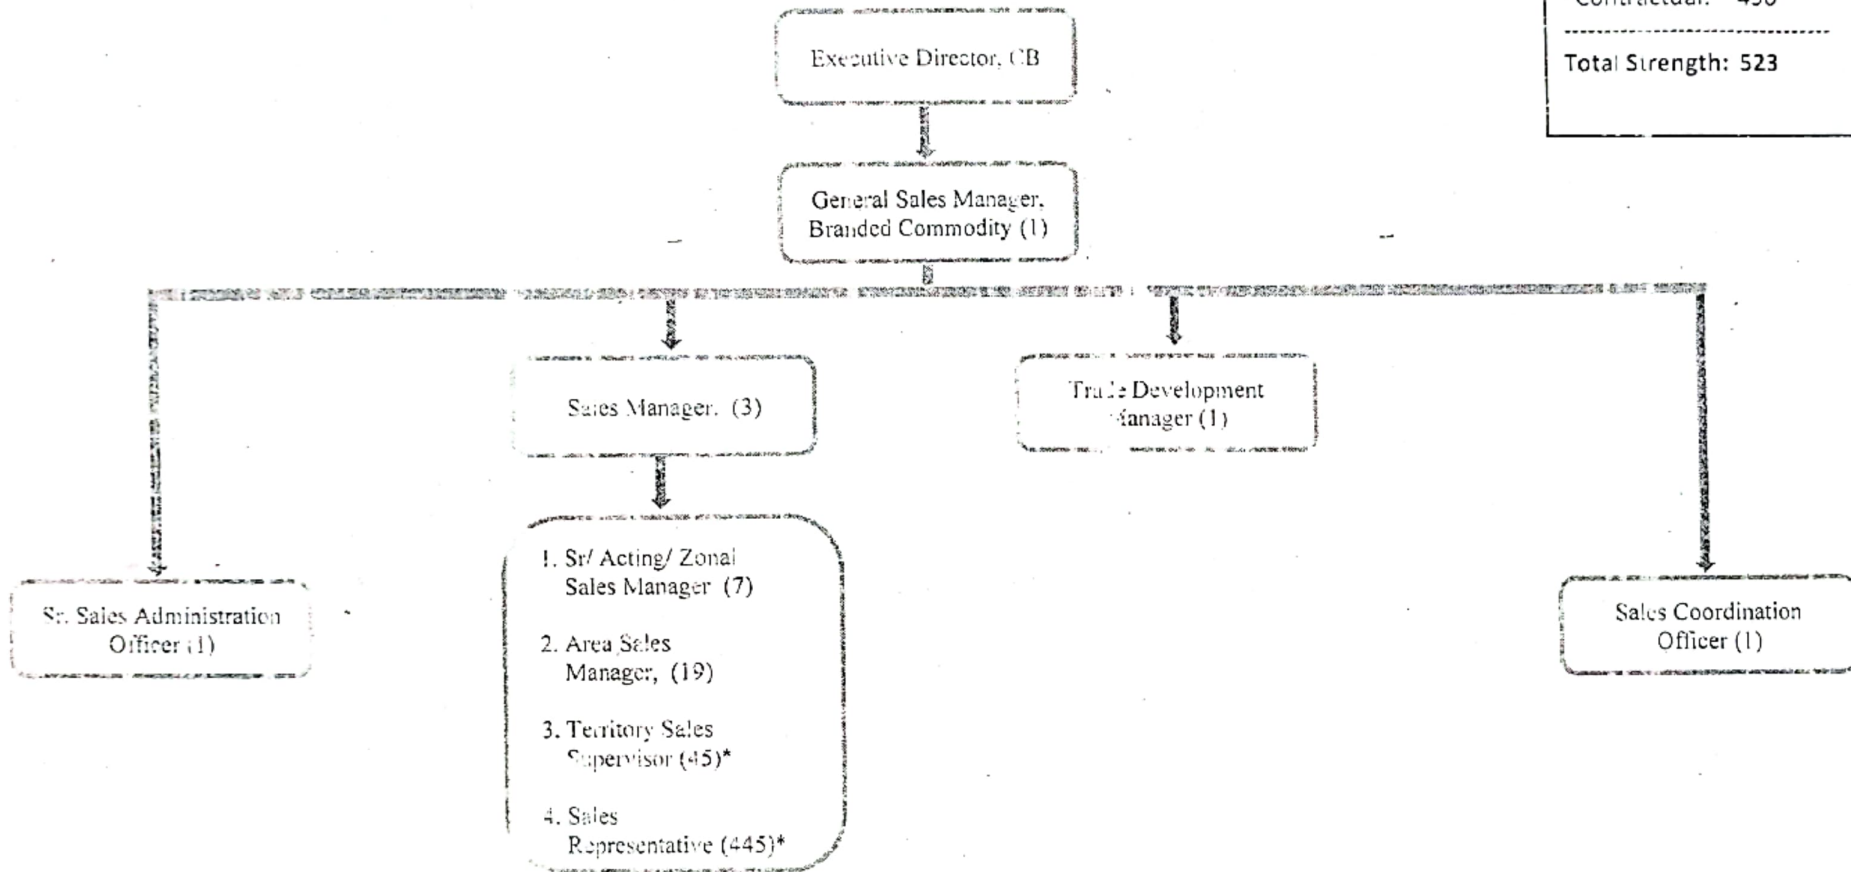 Executive Director, CB
Total Strength: 523
General Sales Manager,
Branded Commodity (1)
Sales Manager. (3)
Trade Development
Manager (1)
1. Sr/ Acting/ Zonal
Sales Manager (7)
2. Area Sales
Manager, (19)
3. Territory Sales
Supervisor (45)*
4. Sales
Representative (445)*
Sr. Sales Administration
Officer (1)
Sales Coordination
Officer (1)